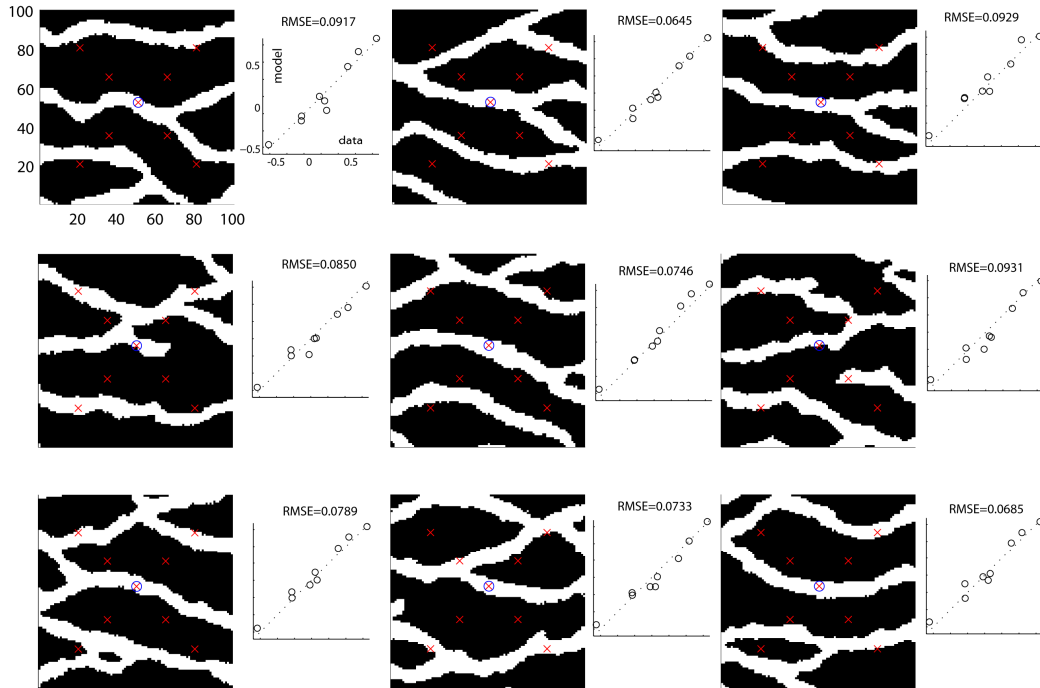 100
80
60
40
20
20 40 60 80 100
RMSE=0.0917
0.5
0
−0.5
model
data
−0.5 0 0.5
RMSE=0.0645
RMSE=0.0929
RMSE=0.0850
RMSE=0.0746
RMSE=0.0931
RMSE=0.0789
RMSE=0.0733
RMSE=0.0685